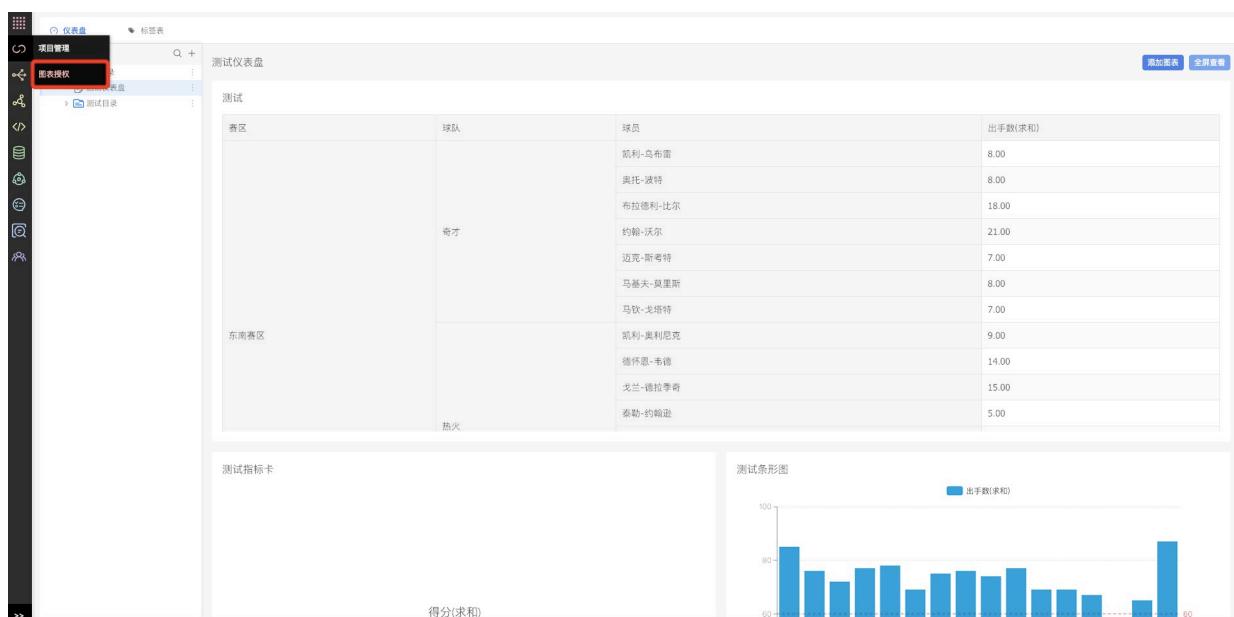 仪表盘 标签表
项目管理
图表授权
测试目录
测试仪表盘 添加图表 全屏查看
测试
赛区 球队 球员 出手数(求和)
凯利-乌布雷 8.00
奥托-波特 8.00
布拉德利-比尔 18.00
奇才 约翰-沃尔 21.00
迈克-斯考特 7.00
马基夫-莫里斯 8.00
马钦-戈塔特 7.00
东南赛区 凯利-奥利尼克 9.00
德怀恩-韦德 14.00
戈兰-德拉季奇 15.00
泰勒-约翰逊 5.00
热火
测试指标卡 测试条形图
出手数(求和)
100
80
得分(求和) 60 60